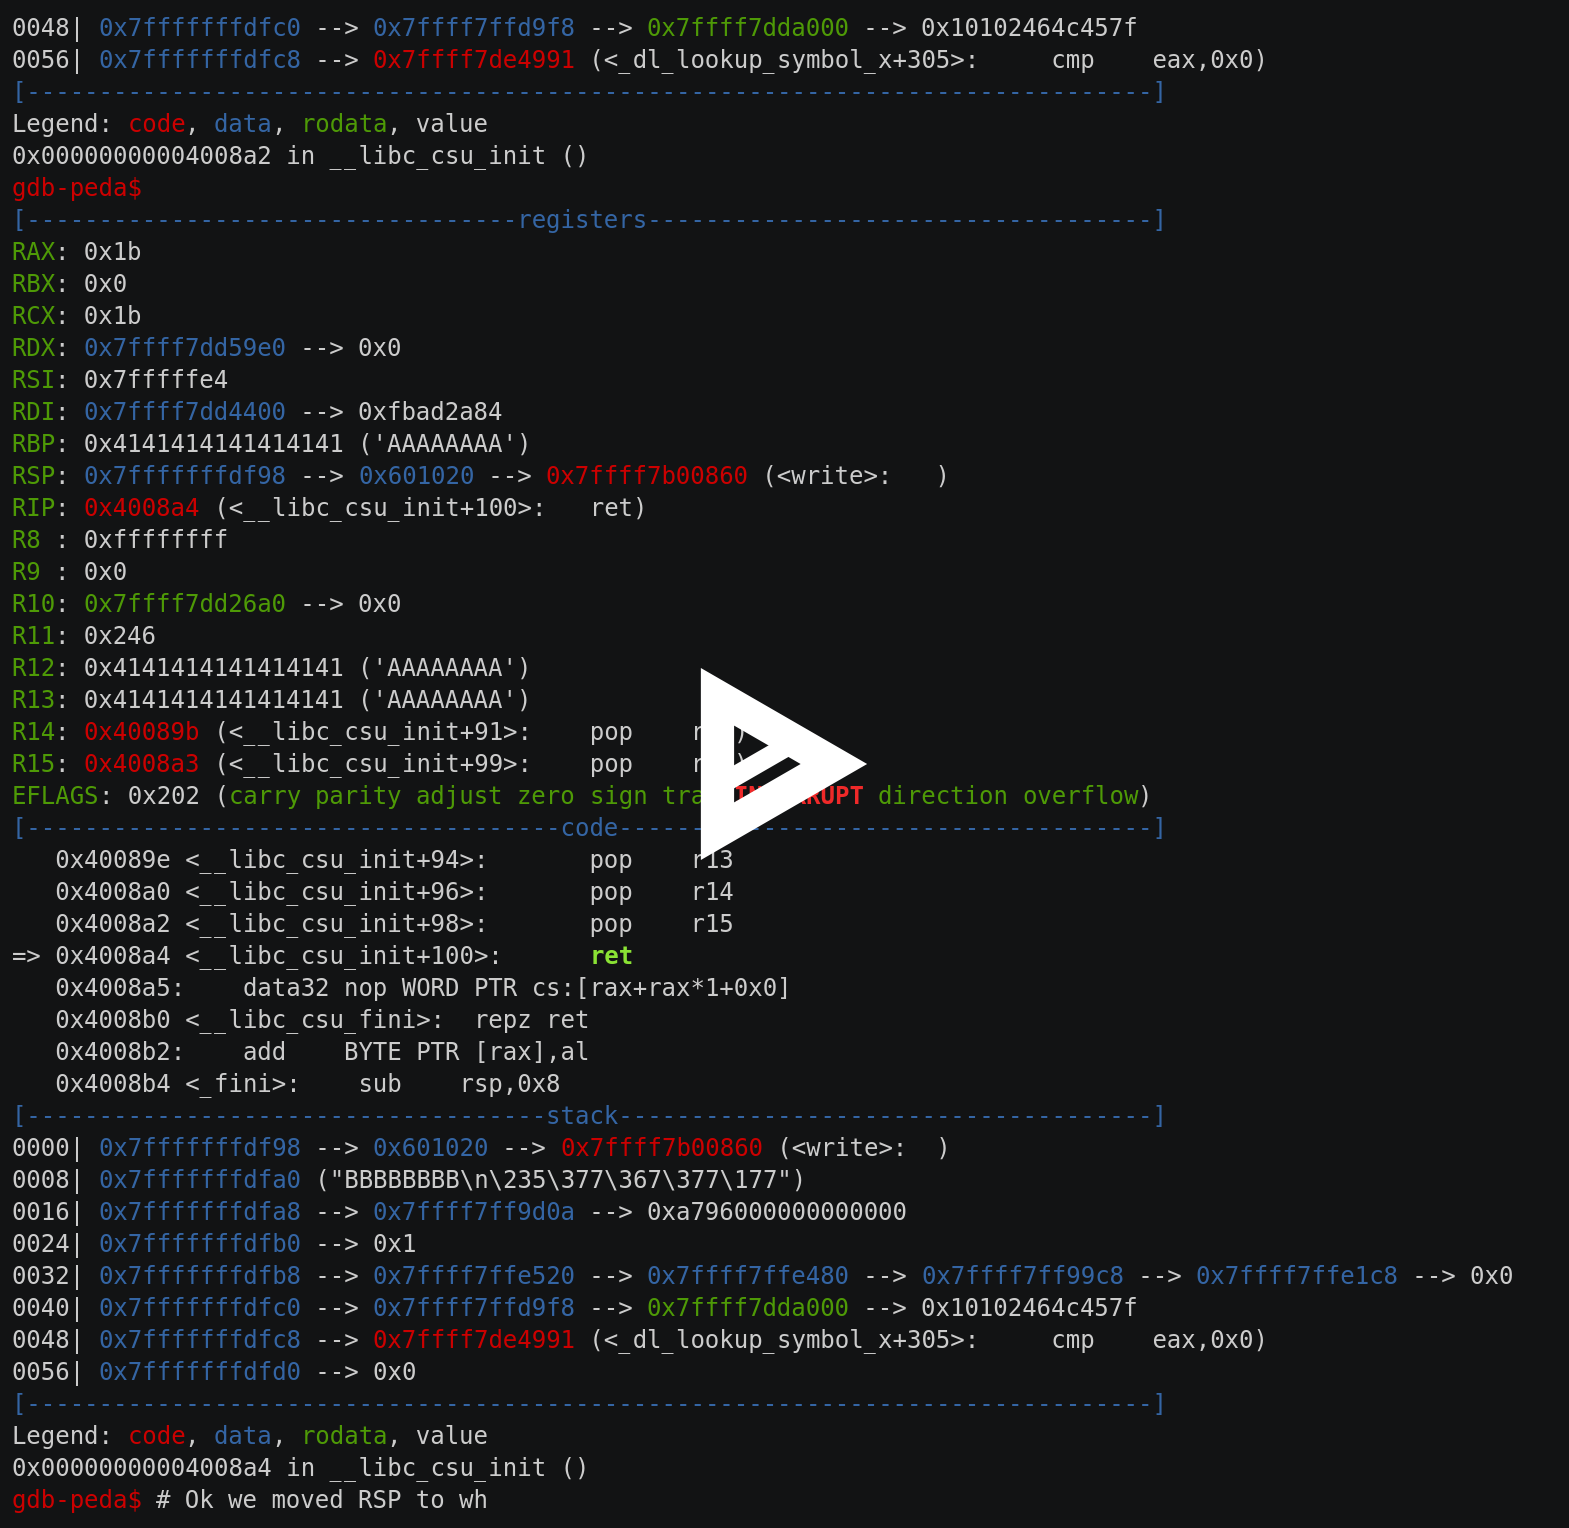 0048| 0x7fffffffdfc0 --> 0x7ffff7ffd9f8 --> 0x7ffff7dda000 --> 0x10102464c457f
0056| 0x7fffffffdfc8 --> 0x7ffff7de4991 (<_dl_lookup_symbol_x+305>:     cmp    eax,0x0)
[------------------------------------------------------------------------------]
Legend: code, data, rodata, value
0x00000000004008a2 in __libc_csu_init ()
gdb-peda$
[----------------------------------registers-----------------------------------]
RAX: 0x1b
RBX: 0x0
RCX: 0x1b
RDX: 0x7ffff7dd59e0 --> 0x0
RSI: 0x7fffffe4
RDI: 0x7ffff7dd4400 --> 0xfbad2a84
RBP: 0x4141414141414141 ('AAAAAAAA')
RSP: 0x7fffffffdf98 --> 0x601020 --> 0x7ffff7b00860 (<write>:   )
RIP: 0x4008a4 (<__libc_csu_init+100>:   ret)
R8 : 0xffffffff
R9 : 0x0
R10: 0x7ffff7dd26a0 --> 0x0
R11: 0x246
R12: 0x4141414141414141 ('AAAAAAAA')
R13: 0x4141414141414141 ('AAAAAAAA')
R14: 0x40089b (<__libc_csu_init+91>:    pop    )
R15: 0x4008a3 (<__libc_csu_init+99>:    pop    )
EFLAGS: 0x202 (carry parity adjust zero sign direction overflow)
[-------------------------------------code-------------------------------------]
   0x40089e <__libc_csu_init+94>:       pop    r13
   0x4008a0 <__libc_csu_init+96>:       pop    r14
   0x4008a2 <__libc_csu_init+98>:       pop    r15
=> 0x4008a4 <__libc_csu_init+100>:      ret
   0x4008a5:    data32 nop WORD PTR cs:[rax+rax*1+0x0]
   0x4008b0 <__libc_csu_fini>:  repz ret
   0x4008b2:    add    BYTE PTR [rax],al
   0x4008b4 <_fini>:    sub    rsp,0x8
[------------------------------------stack-------------------------------------]
0000| 0x7fffffffdf98 --> 0x601020 --> 0x7ffff7b00860 (<write>:  )
0008| 0x7fffffffdfa0 ("BBBBBBBB\n\235\377\367\377\177")
0016| 0x7fffffffdfa8 --> 0x7ffff7ff9d0a --> 0xa796000000000000
0024| 0x7fffffffdfb0 --> 0x1
0032| 0x7fffffffdfb8 --> 0x7ffff7ffe520 --> 0x7ffff7ffe480 --> 0x7ffff7ff99c8 --> 0x7ffff7ffe1c8 --> 0x0
0040| 0x7fffffffdfc0 --> 0x7ffff7ffd9f8 --> 0x7ffff7dda000 --> 0x10102464c457f
0048| 0x7fffffffdfc8 --> 0x7ffff7de4991 (<_dl_lookup_symbol_x+305>:     cmp    eax,0x0)
0056| 0x7fffffffdfd0 --> 0x0
[------------------------------------------------------------------------------]
Legend: code, data, rodata, value
0x00000000004008a4 in __libc_csu_init ()
gdb-peda$ # Ok we moved RSP to wh